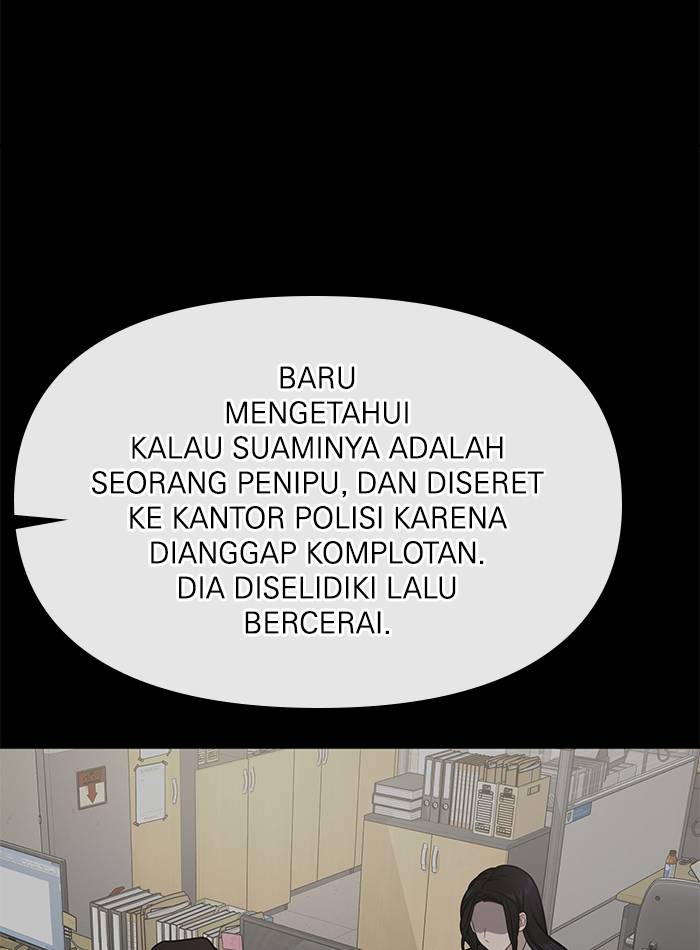 BARU
MENGETAHUI
KALAU SUAMINYA ADALAH
SEORANG PENIPU, DAN DISERET
KE KANTOR POLISI KARENA
DIANGGAP KOMPLOTAN.
DIA DISELIDIKI LALU
BERCERAI.